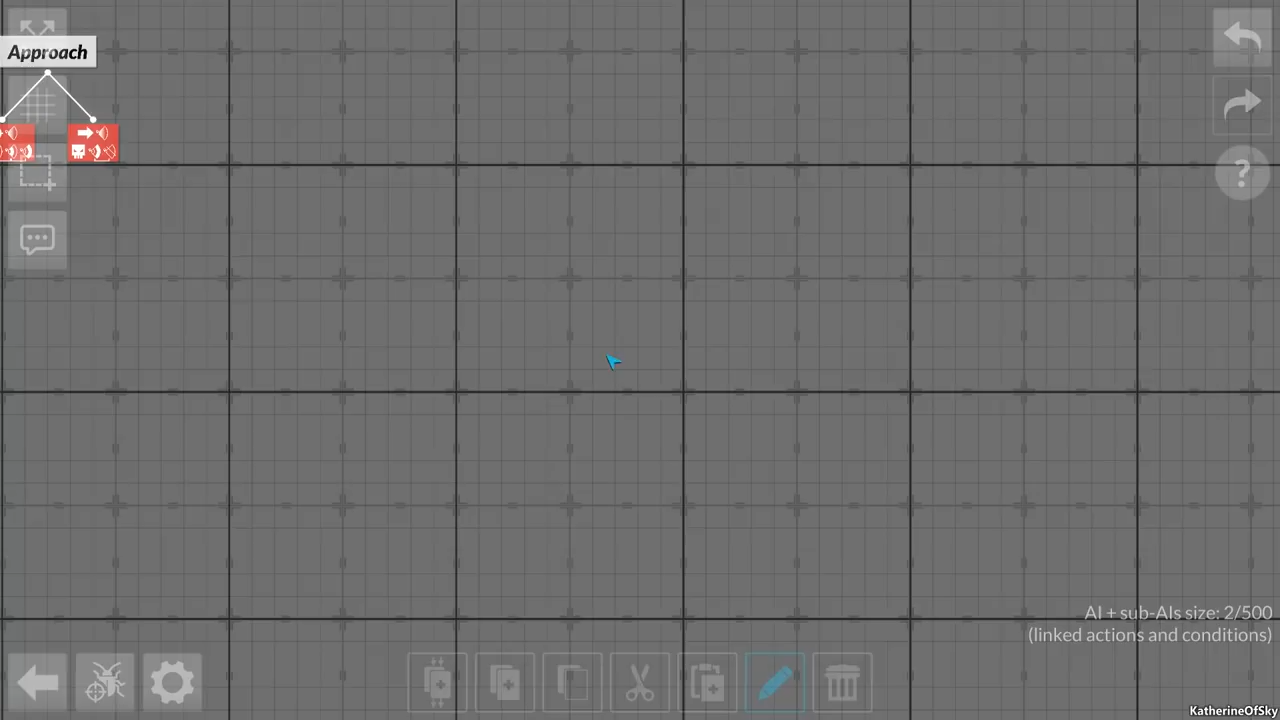 Approach
?
AI + sub-AIs size: 2/500
(linked actions and conditions)
KatherineOfSky